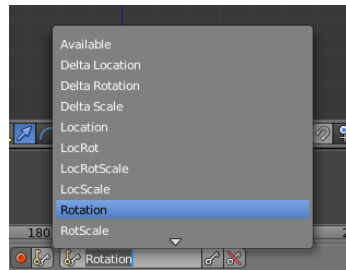 Available
Delta Location
Delta Rotation
Delta Scale
Location
LocRot
LocRotScale
LocScale
Rotation
RotScale
180
Rotation